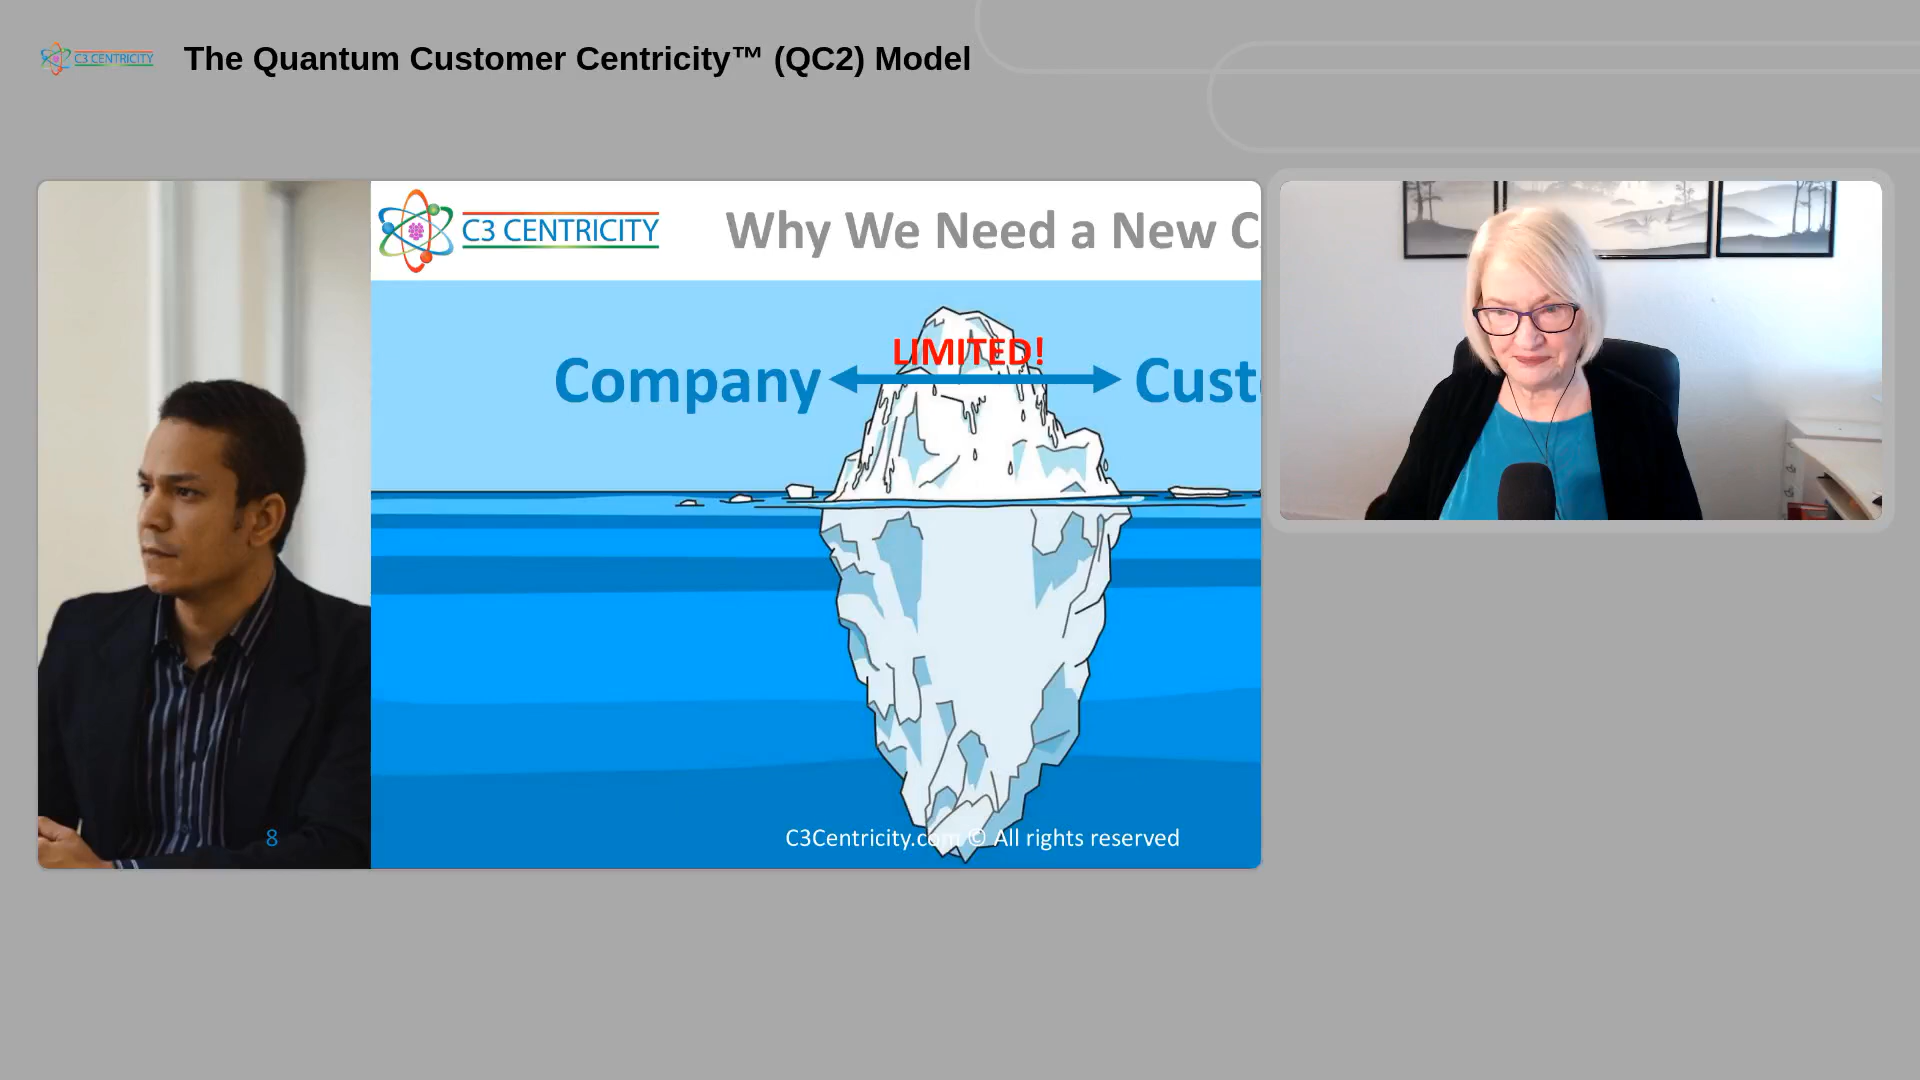 C3 CENTRICITY
The Quantum Customer Centricity™ (QC2) Model
C3 CENTRICITY
Why We Need a New C
LIMITED!
Company
Cust
8
C3Centricity.com © All rights reserved